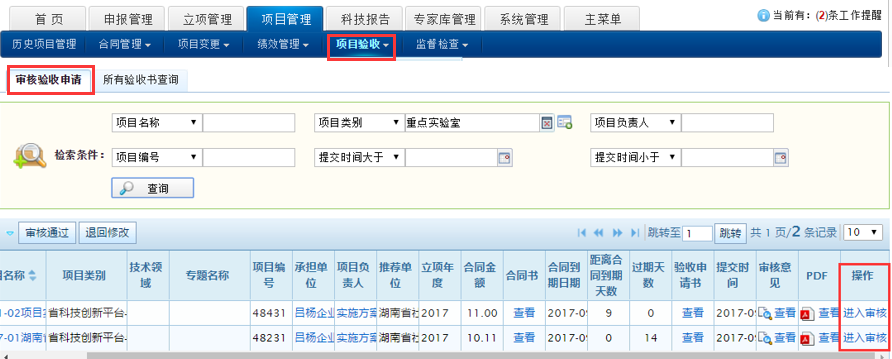 首 页 申报管理 立项管理 项目管理 科技报告 专家库管理 系统管理 主菜单 当前有: (2)条工作提醒
历史项目管理 合同管理 项目变更 绩效管理 项目验收 监督检查
审核验收申请 所有验收书查询
项目名称 项目类别 重点实验室 项目负责人
检索条件: 项目编号 提交时间大于 提交时间小于
查询
审核通过 退回修改 跳转至 1 跳转 共 1 页/2 条记录 10
目名称 项目类别 技术领域 专题名称 项目编号 承担单位 项目负责人 推荐单位 立项年度 合同金额 合同书 合同到期日期 距离合同到期天数 过期天数 验收申请书 提交时间 审核意见 PDF 操作
1-02项目 省科技创新平台 48431 吕杨企业 实施方案 湖南省社 2017 11.00 查看 2017-09 9 0 查看 2017-09 查看 查看 进入审核
7-01湖南 省科技创新平台 48231 吕杨企业 实施方案 湖南省社 2017 10.11 查看 2017-09 0 14 查看 2017-09 查看 查看 进入审核